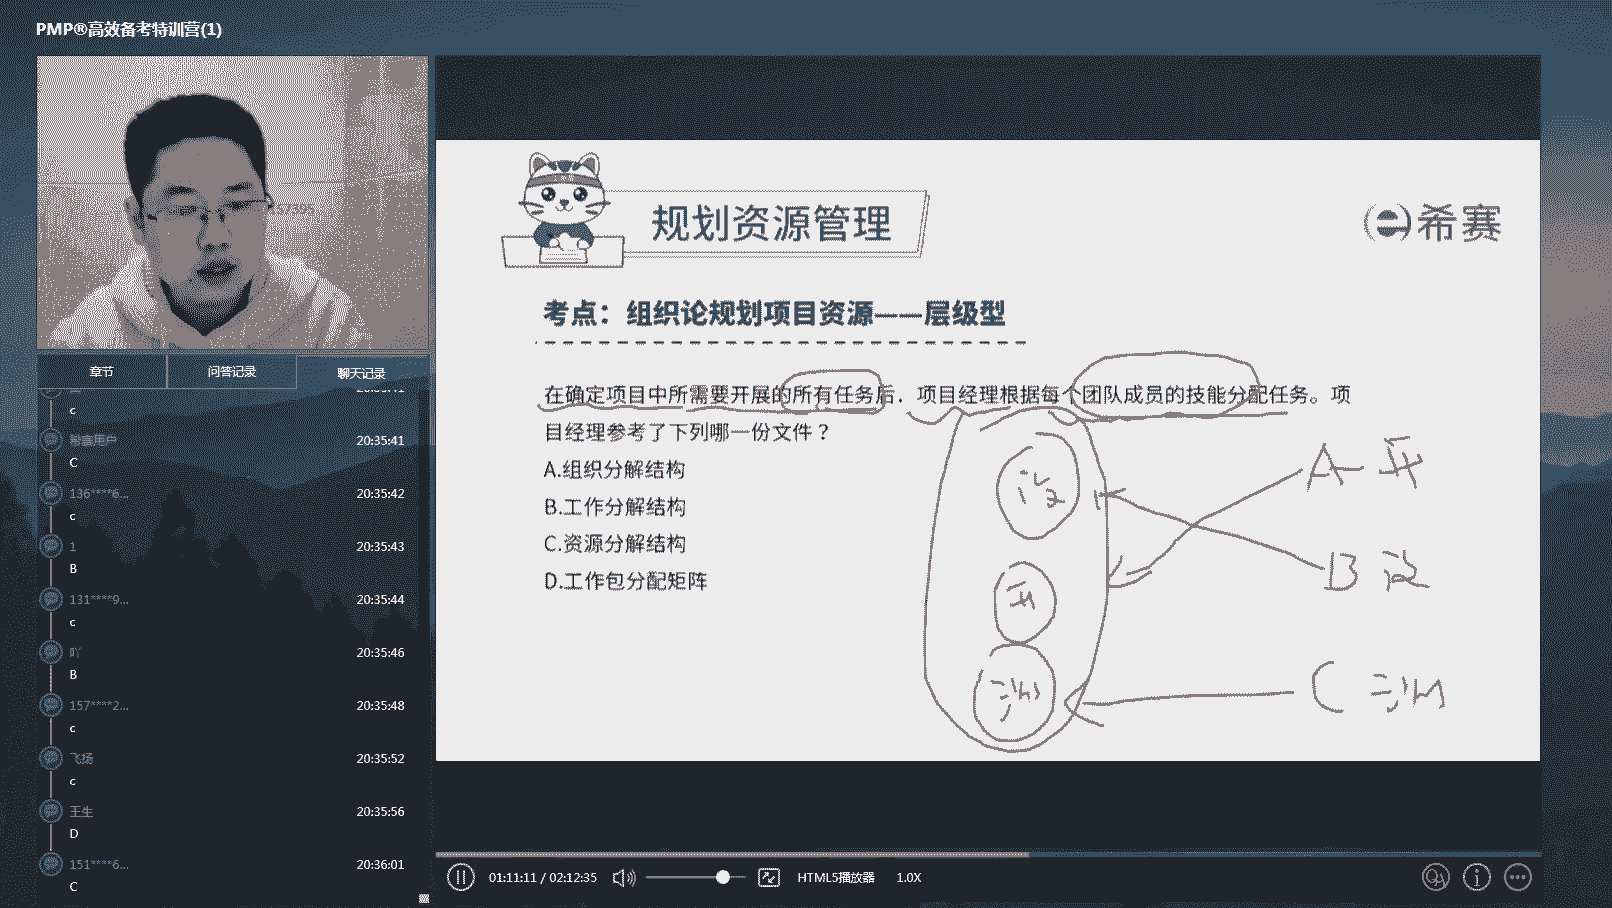 PMP®高效备考特训营(1)
章节
问答记录
聊天记录
c
希赛用户
20:35:41
C
136****6...
20:35:42
c
1
20:35:43
B
131****9...
20:35:44
c
吖
20:35:46
B
157****2...
20:35:48
c
飞扬
20:35:52
c
王生
20:35:56
D
151****6...
20:36:01
C
规划资源管理
希赛
考点：组织论规划项目资源——层级型
在确定项目中所需要开展的所有任务后．项目经理根据每个团队成员的技能分配任务。项
目经理参考了下列哪一份文件？
A.组织分解结构
B.工作分解结构
C.资源分解结构
D.工作包分配矩阵
设
开
测
A 开
B 设
C 测
01:11:11 / 02:12:35
HTML5播放器
1.0X